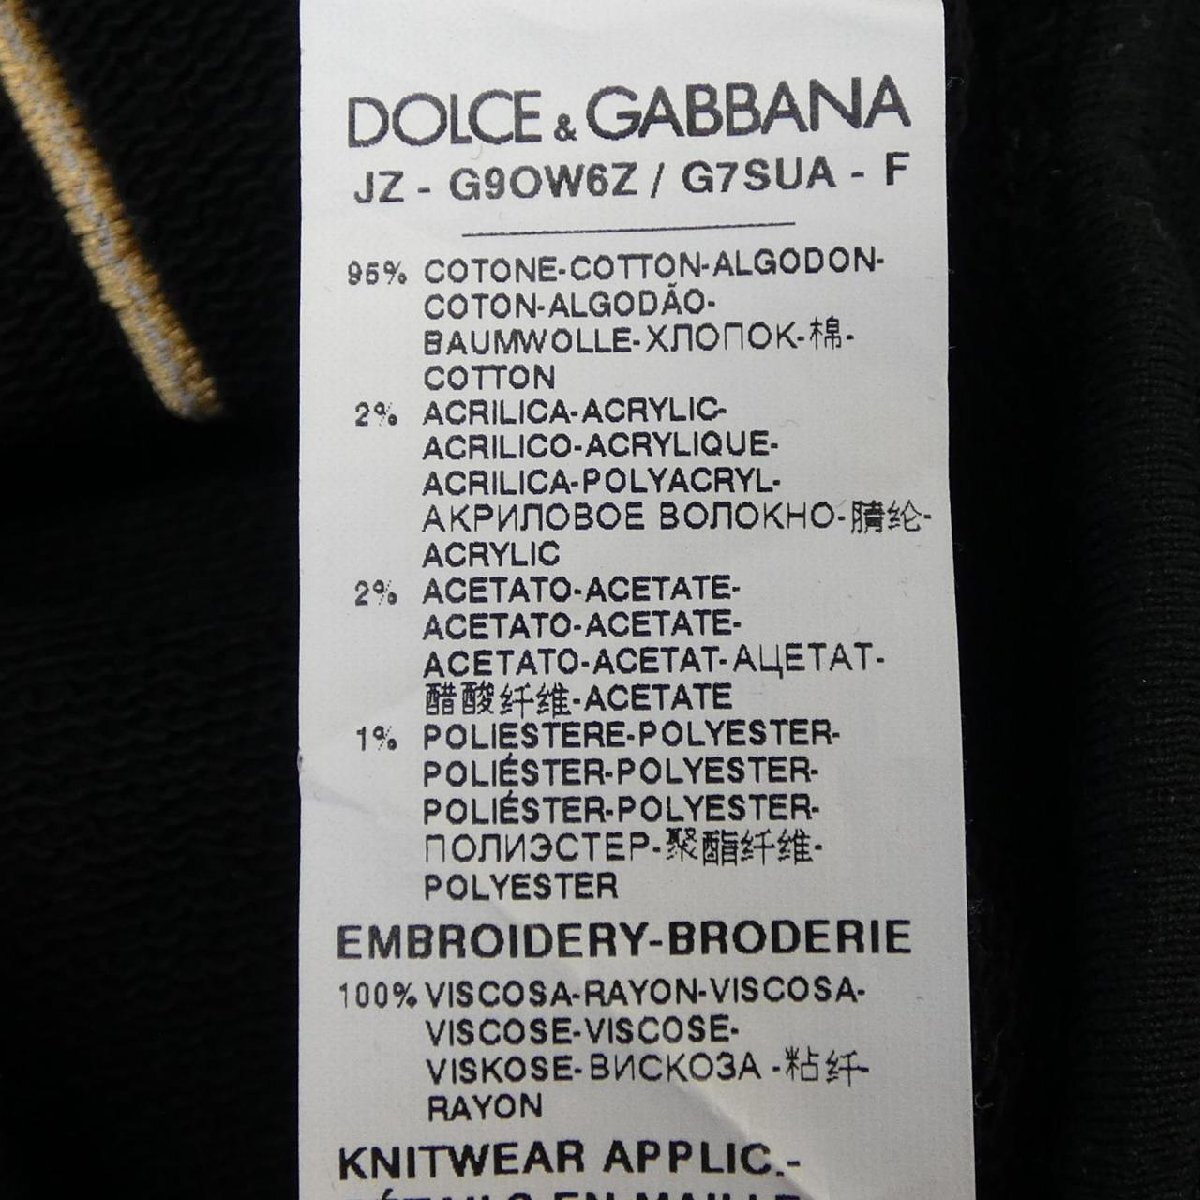 DOLCE & GABBANA
JZ - G9OW6Z / G7SUA - F
95% COTONE-COTTON-ALGODON-
COTON-ALGODÃO-
BAUMWOLLE-ХЛОПОК-棉-
COTTON
2% ACRILICA-ACRYLIC-
ACRILICO-ACRYLIQUE-
ACRILICA-POLYACRYL-
АКРИЛОВОЕ ВОЛОКНО-腈纶-
ACRYLIC
2% ACETATO-ACETATE-
ACETATO-ACETATE-
ACETATO-ACETAT-АЦЕТАТ-
醋酸纤维-ACETATE
1% POLIESTERE-POLYESTER-
POLIÉSTER-POLYESTER-
POLIÉSTER-POLYESTER-
ПОЛИЭСТЕР-聚酯纤维-
POLYESTER
EMBROIDERY-BRODERIE
100% VISCOSA-RAYON-VISCOSA-
VISCOSE-VISCOSE-
VISKOSE-ВИСКОЗА -粘纤-
RAYON
KNITWEAR APPLIC.-
DÉTAILS EN MAILLE